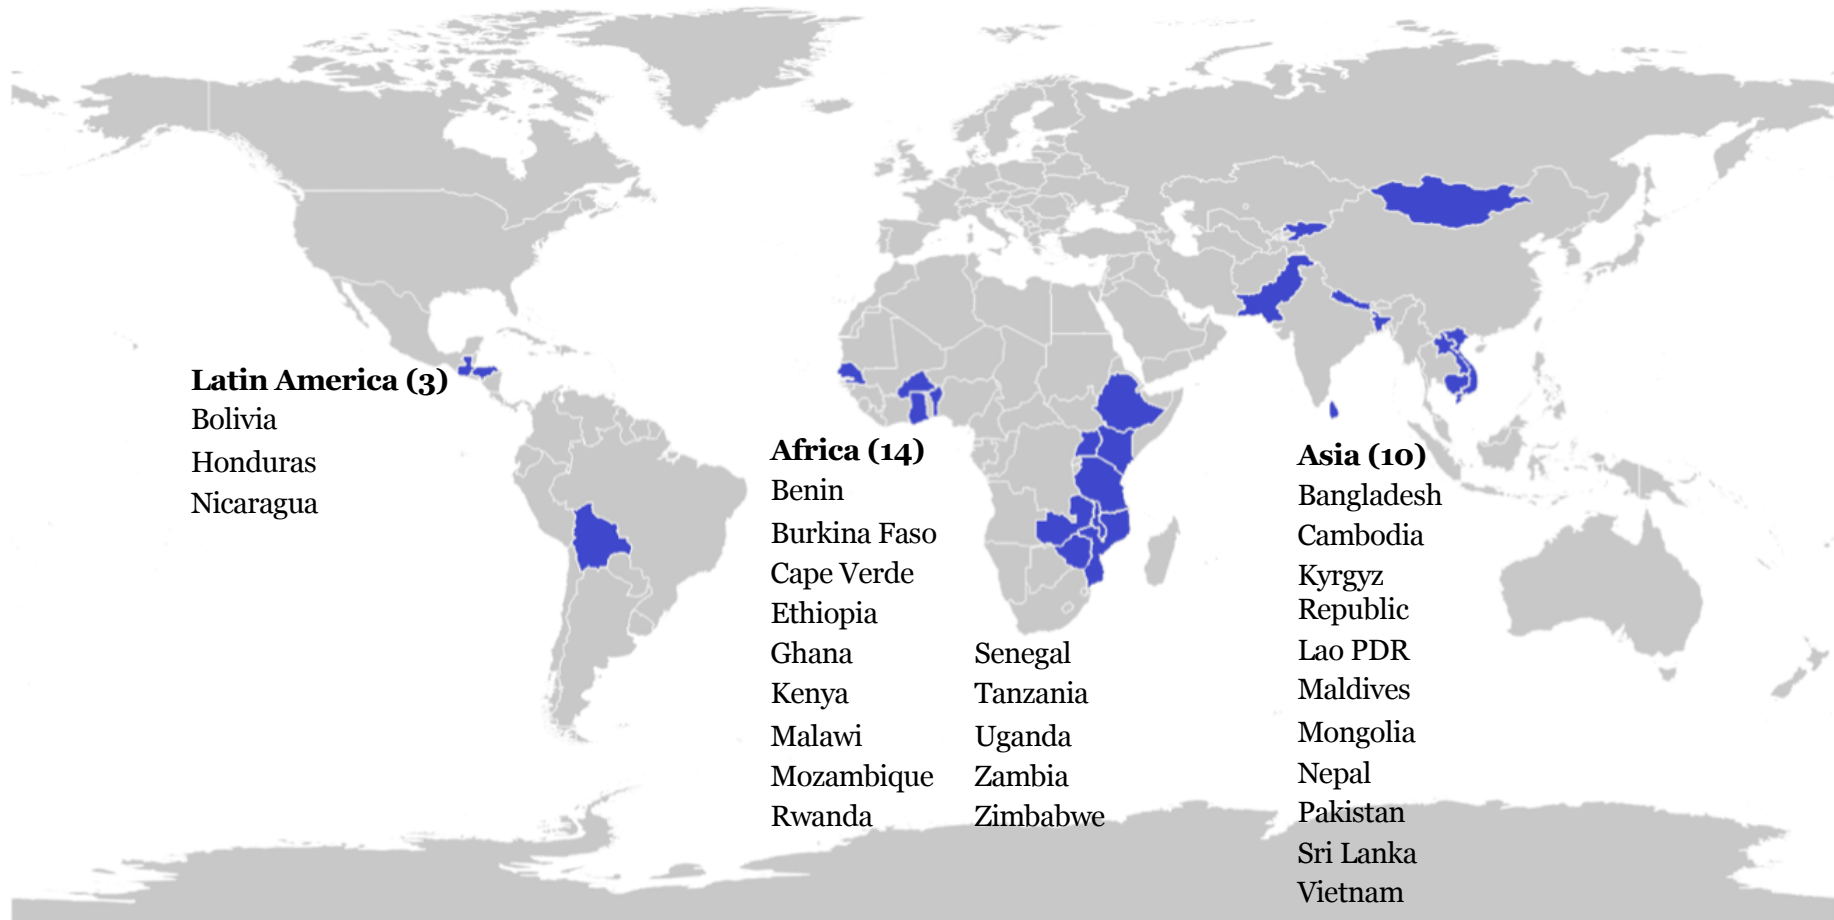 Latin America (3)
Bolivia
Honduras
Nicaragua
Africa (14)
Benin
Burkina Faso
Cape Verde
Ethiopia
Ghana
Kenya
Malawi
Mozambique
Rwanda
Senegal
Tanzania
Uganda
Zambia
Zimbabwe
Asia (10)
Bangladesh
Cambodia
Kyrgyz
Republic
Lao PDR
Maldives
Mongolia
Nepal
Pakistan
Sri Lanka
Vietnam